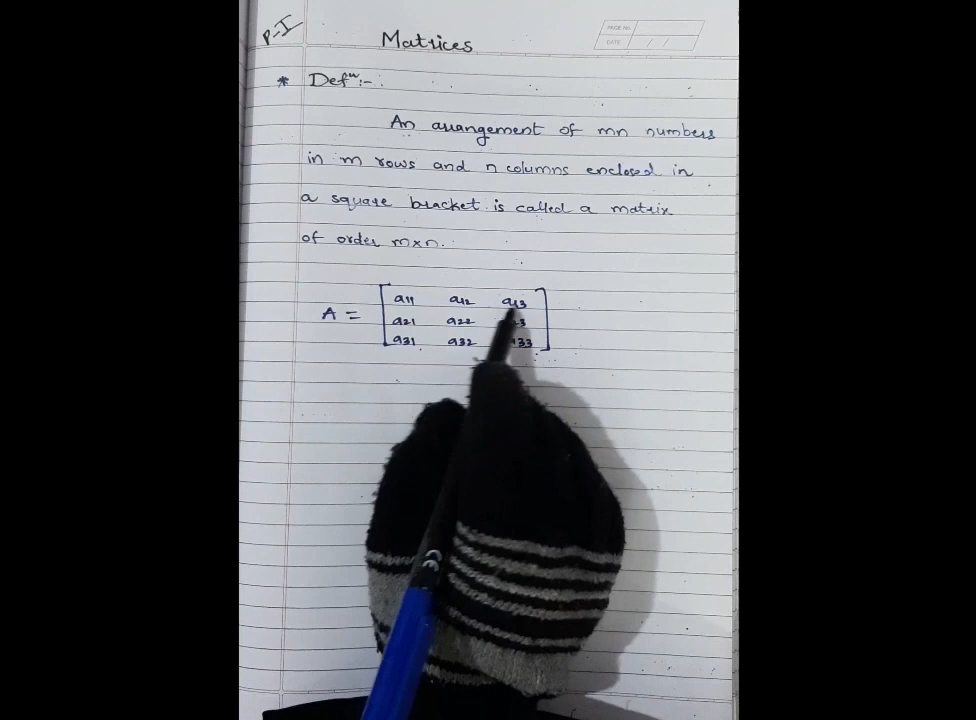 P-I
Matrices
PAGE NO.
DATE / /
* Defⁿ:-
An arrangement of mn numbers
in m rows and n columns enclosed in
a square bracket is called a matrix
of order m×n.
A = [ a11 a12 a13
a21 a22
a31 a32 ]